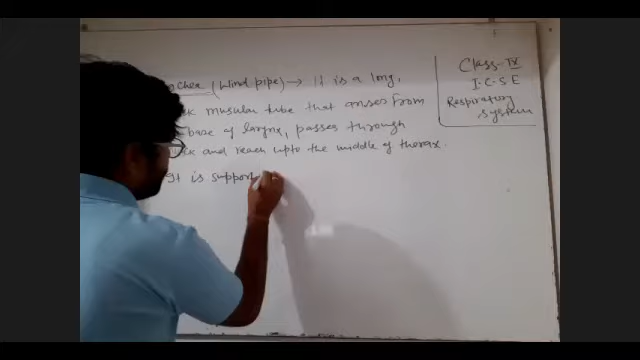 (Wind pipe) → It is a long,
musular tube that arises from
base of larynx, passes through
and reach upto the middle of thorax.
It is support
Class-IX
I.C.S.E
Respiratory
system